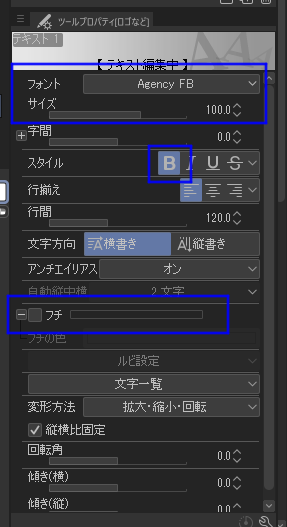 ツールプロパティ[ロゴなど]
テキスト 1
【 テキスト編集中 】
フォント Agency FB
サイズ 100.0
字間 0.0
スタイル B I U S
行揃え
行間 120.0
文字方向 横書き 縦書き
アンチエイリアス オン
自動縦中横 2 文字
フチ
フチの色
ルビ設定
文字一覧
変形方法 拡大・縮小・回転
縦横比固定
回転角 0.0
傾き(横) 0.0
傾き(縦) 0.0